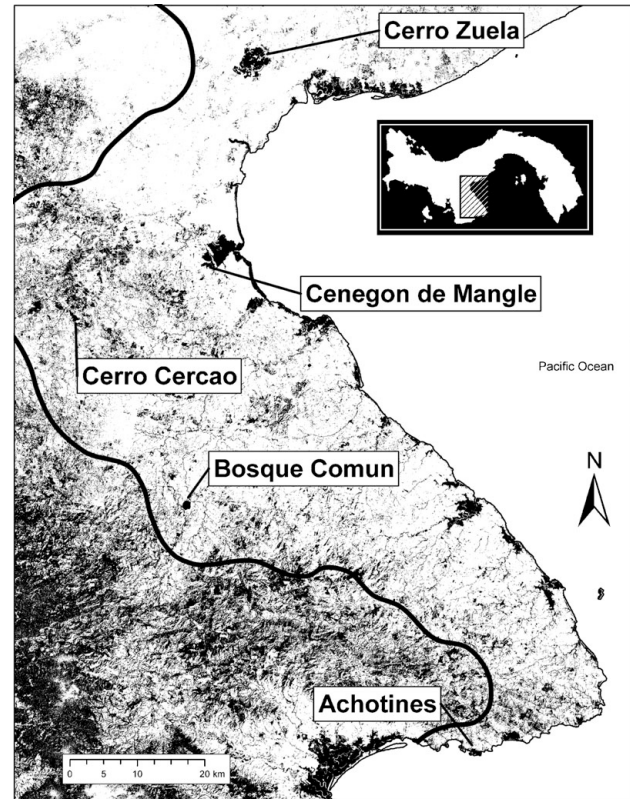 Cerro Zuela
Cenegon de Mangle
Pacific Ocean
Cerro Cercao
Bosque Comun
N
Achotines
0 5 10 20 km